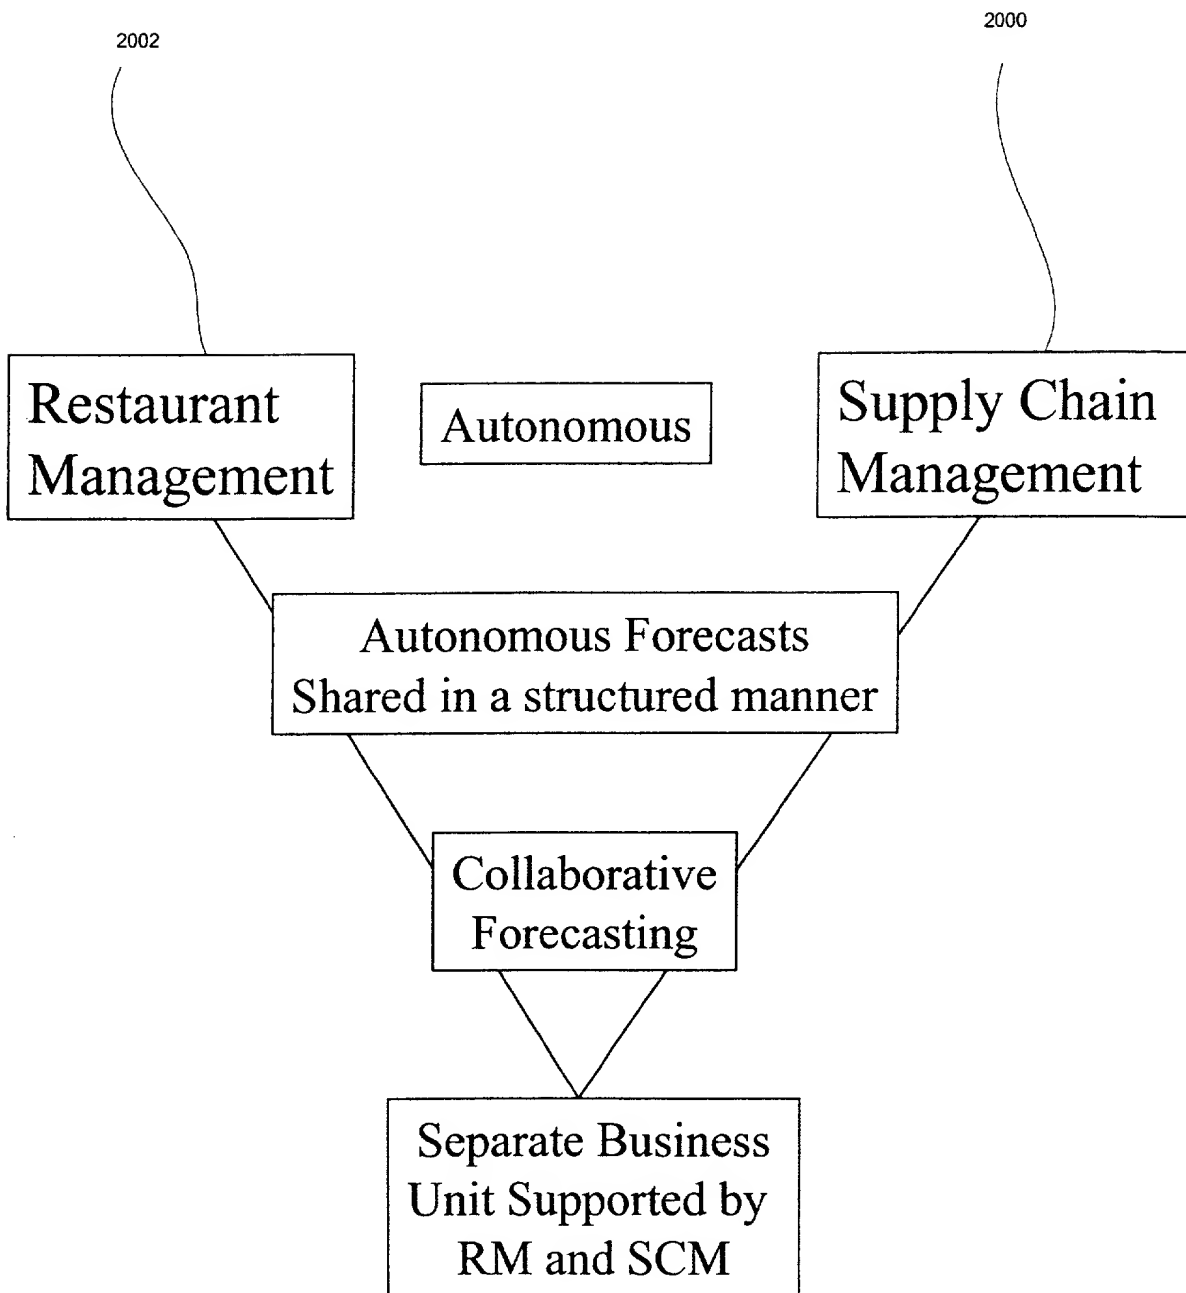 2002
2000
Restaurant
Management
Autonomous
Supply Chain
Management
Autonomous Forecasts
Shared in a structured manner
Collaborative
Forecasting
Separate Business
Unit Supported by
RM and SCM